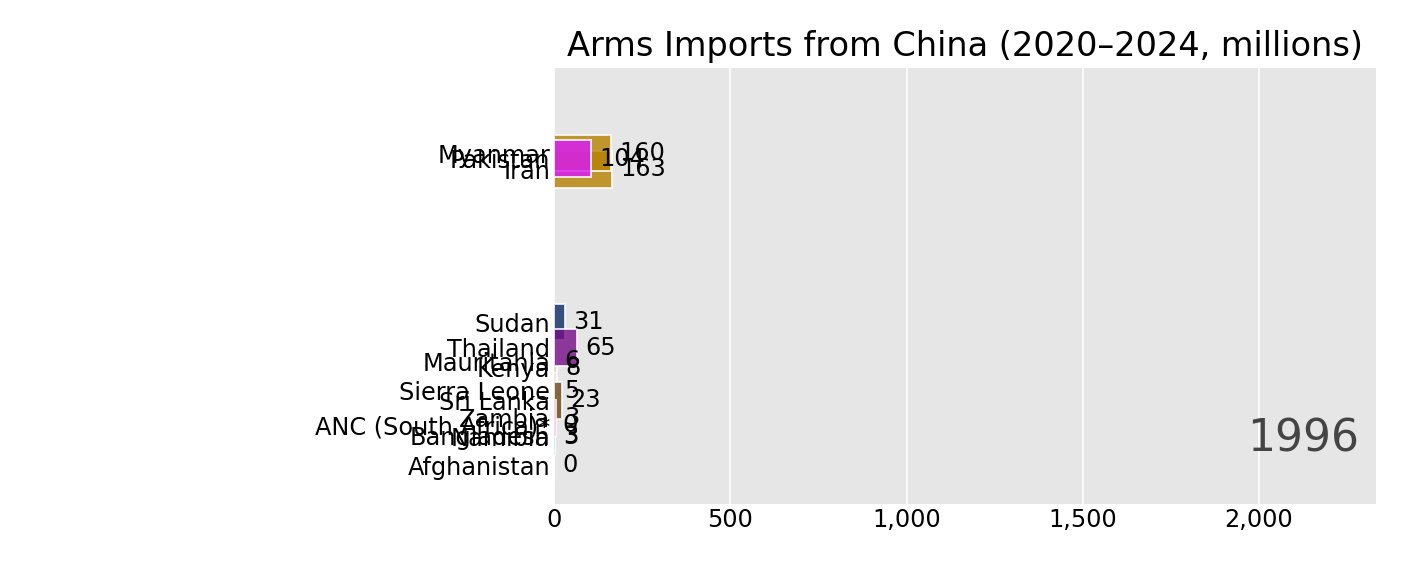 Arms Imports from China (2020–2024, millions)
Myanmar 160
Pakistan 104
Iran 163
Sudan 31
Thailand 65
Mauritania 6
Kenya 8
Sierra Leone 5
Sri Lanka 23
Zambia 3
ANC (South Africa)* 0
Bangladesh 3
Namibia 3
Afghanistan 0
1996
0 500 1,000 1,500 2,000